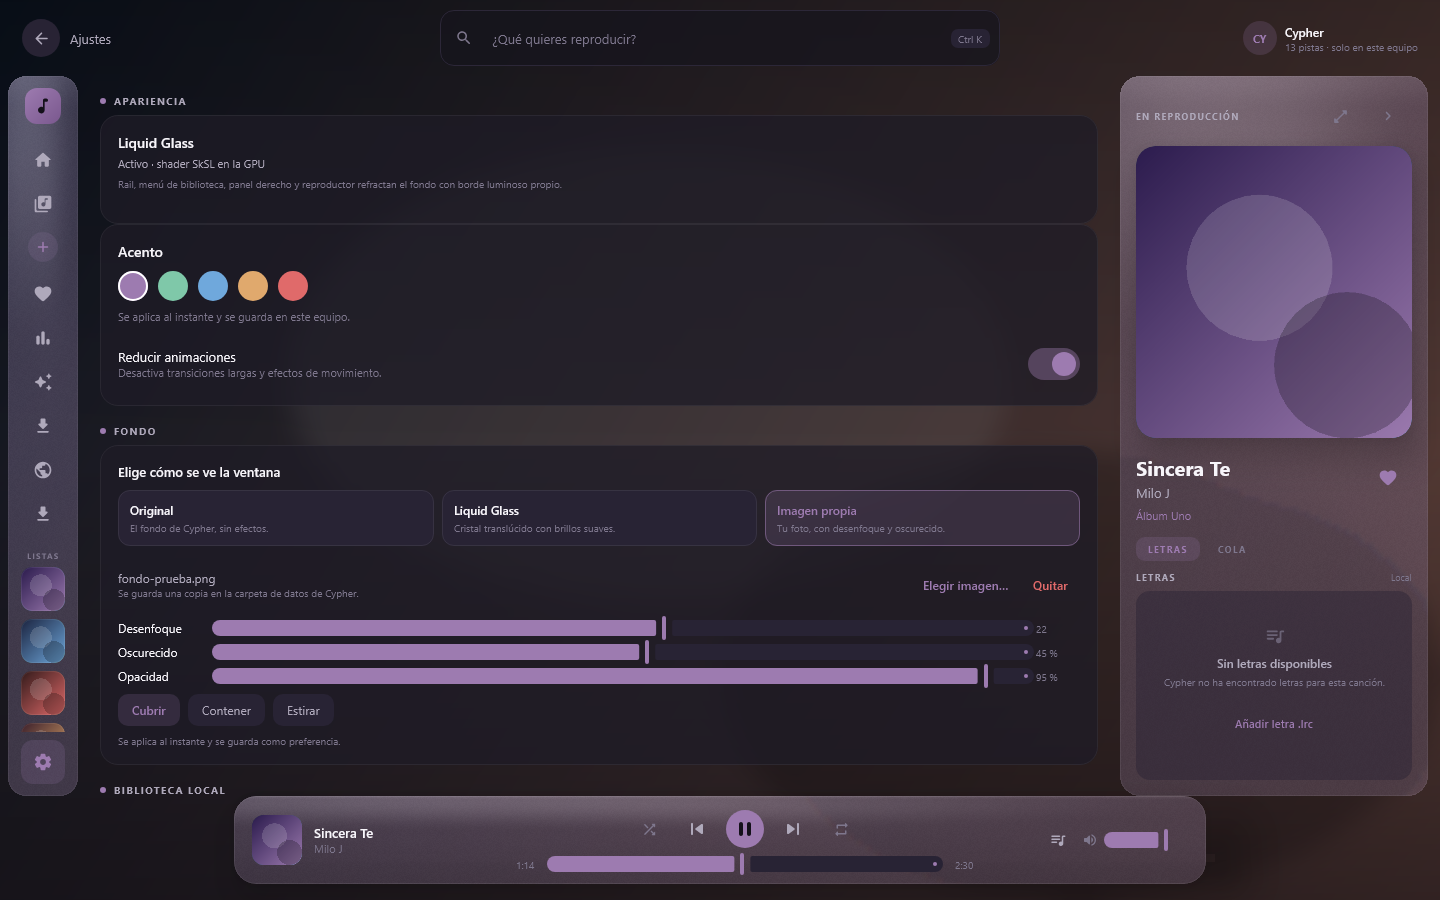 Ajustes
¿Qué quieres reproducir?
Ctrl K
CY
Cypher
13 pistas · solo en este equipo
APARIENCIA
Liquid Glass
Activo · shader SkSL en la GPU
Raíl, menú de biblioteca, panel derecho y reproductor refractan el fondo con borde luminoso propio.
Acento
Se aplica al instante y se guarda en este equipo.
Reducir animaciones
Desactiva transiciones largas y efectos de movimiento.
FONDO
Elige cómo se ve la ventana
Original
El fondo de Cypher, sin efectos.
Liquid Glass
Cristal translúcido con brillos suaves.
Imagen propia
Tu foto, con desenfoque y oscurecido.
fondo-prueba.png
Se guarda una copia en la carpeta de datos de Cypher.
Elegir imagen...
Quitar
Desenfoque
22
Oscurecido
45 %
Opacidad
95 %
Cubrir
Contener
Estirar
Se aplica al instante y se guarda como preferencia.
BIBLIOTECA LOCAL
LISTAS
EN REPRODUCCIÓN
Sincera Te
Milo J
Álbum Uno
LETRAS
COLA
LETRAS
Local
Sin letras disponibles
Cypher no ha encontrado letras para esta canción.
Añadir letra .lrc
Sincera Te
Milo J
1:14
2:30